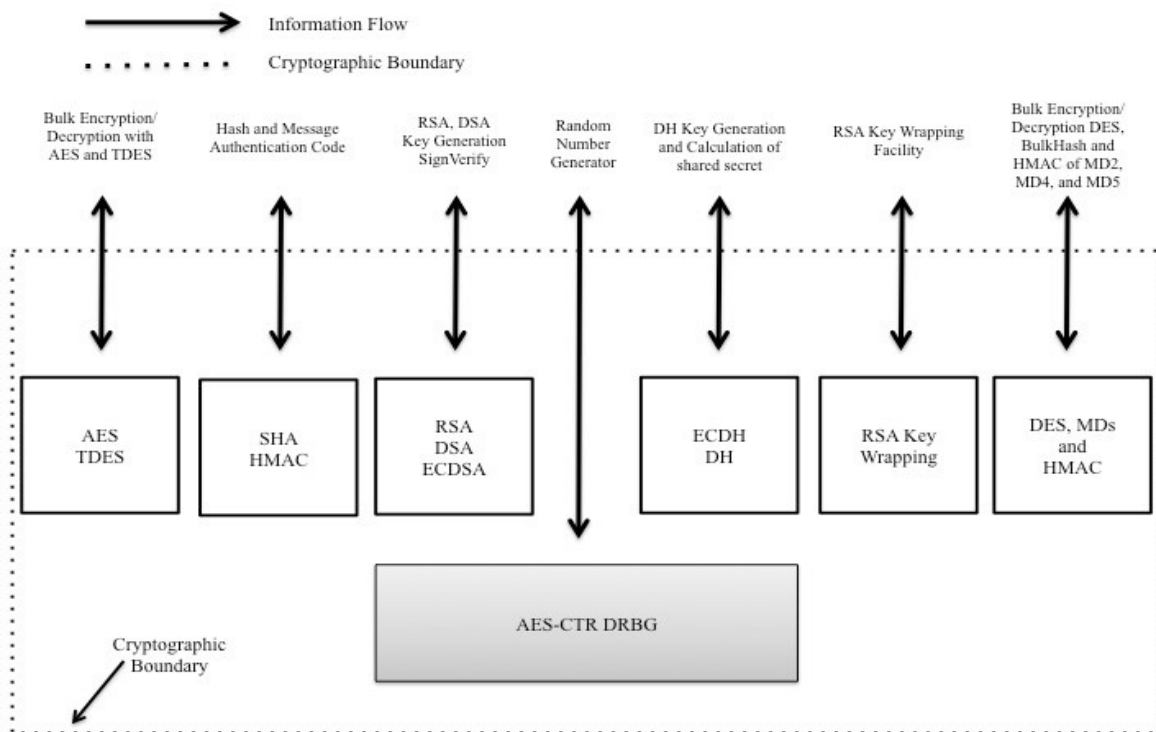 Information Flow
Cryptographic Boundary
Bulk Encryption/
Decryption with
AES and TDES
Hash and Message
Authentication Code
RSA, DSA
Key Generation
SignVerify
Random
Number
Generator
DH Key Generation
and Calculation of
shared secret
RSA Key Wrapping
Facility
Bulk Encryption/
Decryption DES,
BulkHash and
HMAC of MD2,
MD4, and MD5
AES
TDES
SHA
HMAC
RSA
DSA
ECDSA
ECDH
DH
RSA Key
Wrapping
DES, MDs
and
HMAC
AES-CTR DRBG
Cryptographic
Boundary